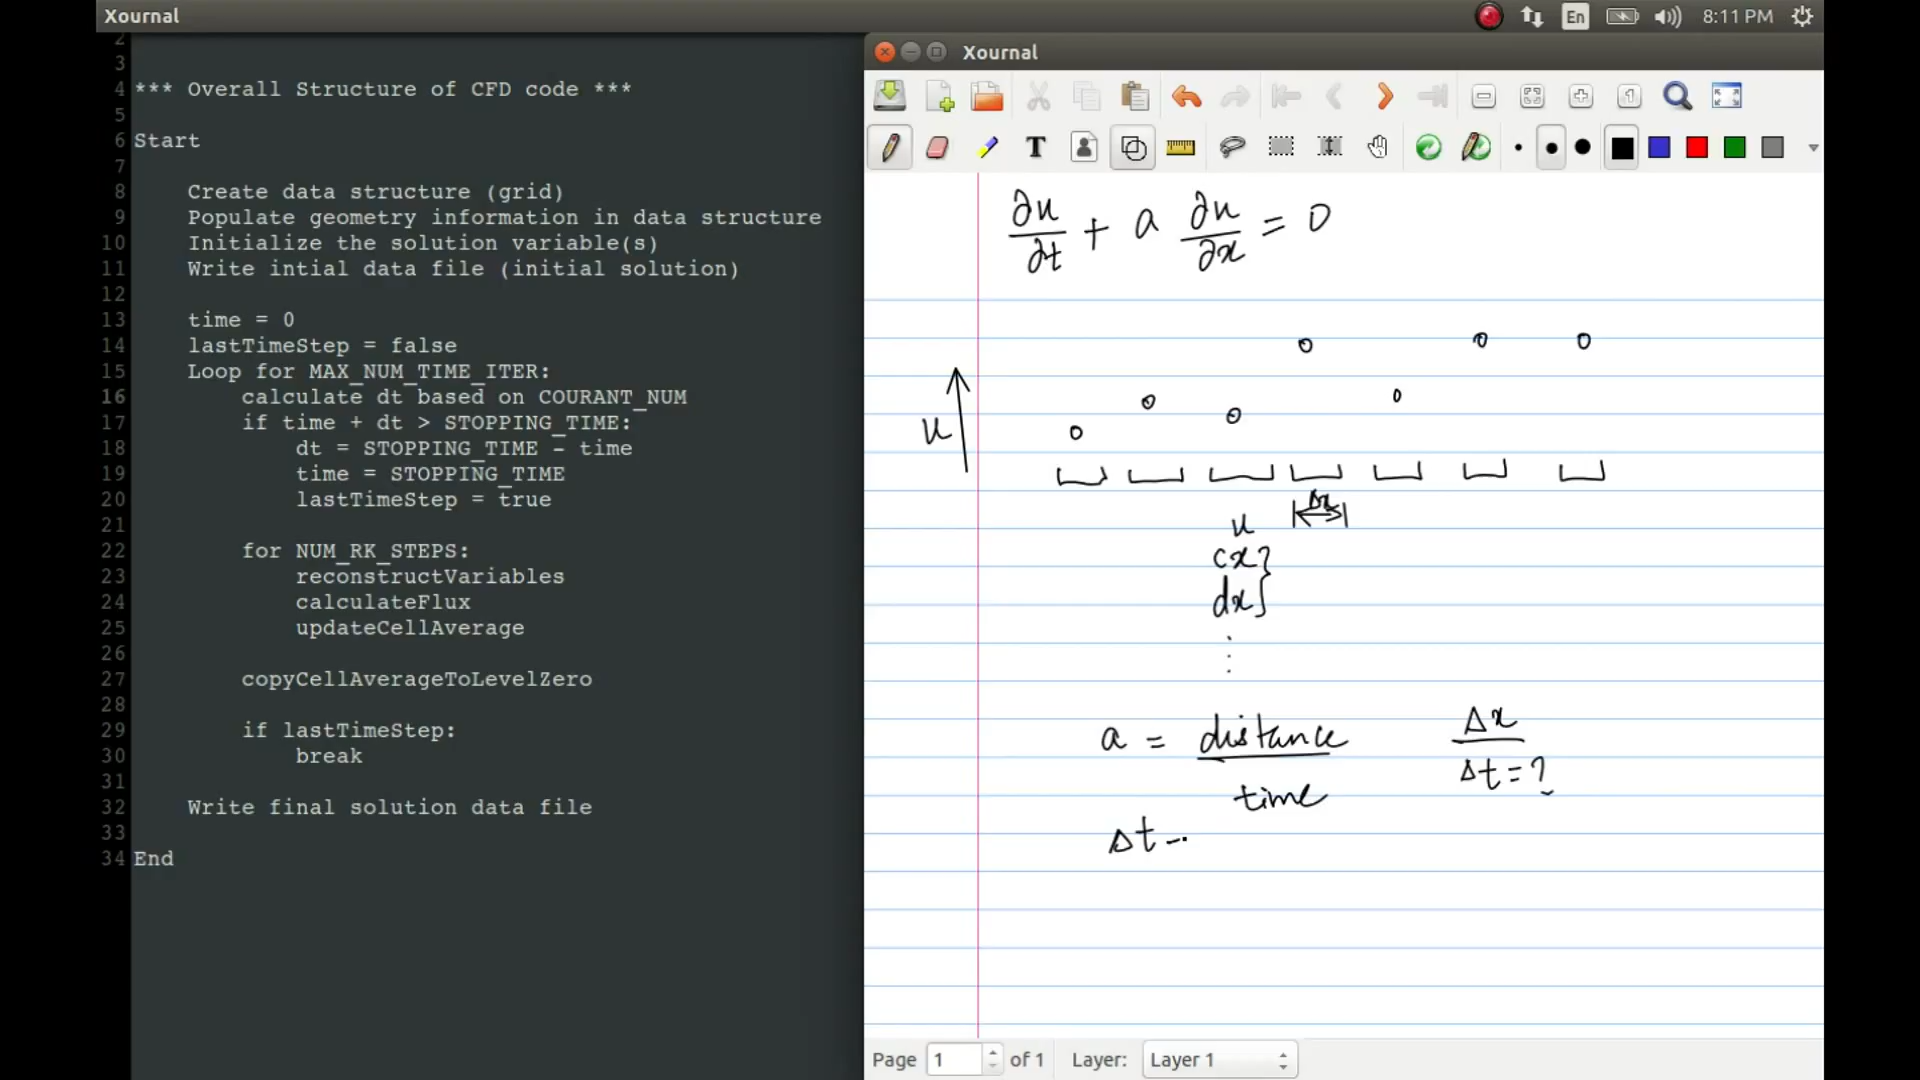 Xournal
En
8:11 PM
2
3
4 *** Overall Structure of CFD code ***
5
6 Start
7
8 Create data structure (grid)
9 Populate geometry information in data structure
10 Initialize the solution variable(s)
11 Write intial data file (initial solution)
12
13 time = 0
14 lastTimeStep = false
15 Loop for MAX_NUM_TIME_ITER:
16 calculate dt based on COURANT_NUM
17 if time + dt > STOPPING_TIME:
18 dt = STOPPING_TIME - time
19 time = STOPPING_TIME
20 lastTimeStep = true
21
22 for NUM_RK_STEPS:
23 reconstructVariables
24 calculateFlux
25 updateCellAverage
26
27 copyCellAverageToLevelZero
28
29 if lastTimeStep:
30 break
31
32 Write final solution data file
33
34 End
Xournal
1
T
∂u/∂t + a ∂u/∂x = 0
u
Δx
u
cx }
dx }
⋮
a = distance/time
Δx/Δt = ?
Δt -
Page 1 of 1 Layer: Layer 1